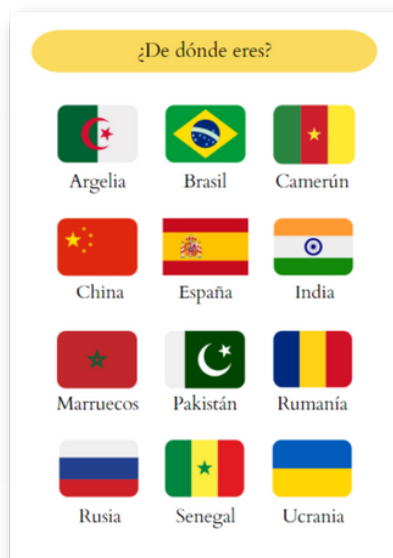 ¿De dónde eres?
Argelia Brasil Camerún
China España India
Marruecos Pakistán Rumanía
Rusia Senegal Ucrania